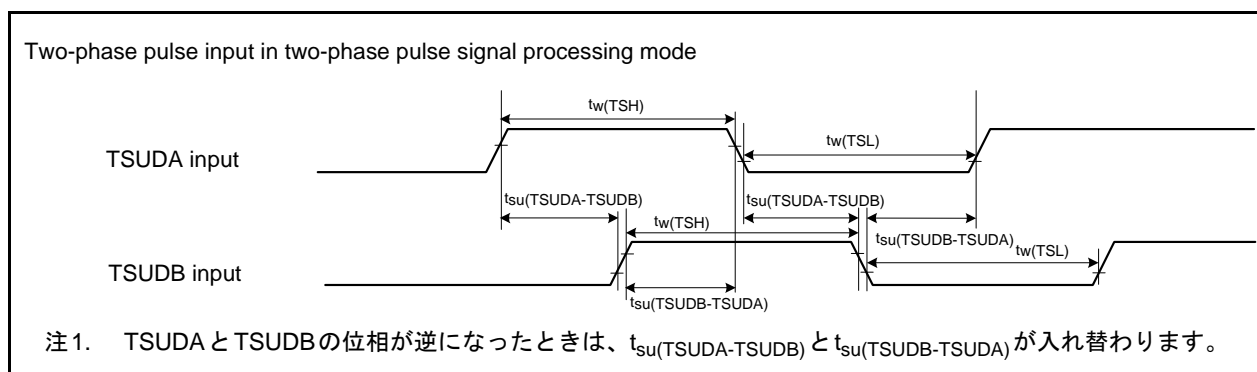 Two-phase pulse input in two-phase pulse signal processing mode
tw(TSH)
tw(TSL)
TSUDA input
tsu(TSUDA-TSUDB)
tsu(TSUDA-TSUDB)
tw(TSH)
tsu(TSUDB-TSUDA)
tw(TSL)
TSUDB input
tsu(TSUDB-TSUDA)
注1. TSUDAとTSUDBの位相が逆になったときは、tsu(TSUDA-TSUDB)とtsu(TSUDB-TSUDA)が入れ替わります。